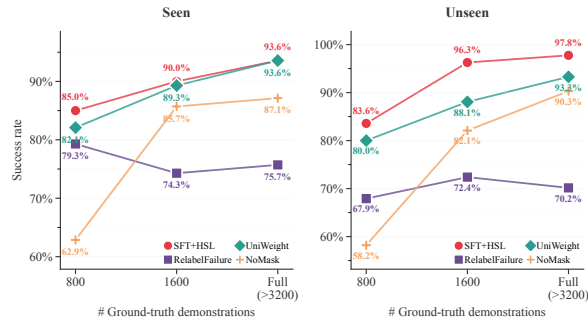 Seen
Success rate
90%
80%
70%
60%
85.0%
90.0%
93.6%
82.1%
89.3%
93.6%
79.3%
74.3%
75.7%
62.9%
85.7%
87.1%
SFT+HSL
UniWeight
RelabelFailure
NoMask
800
1600
Full
(>3200)
# Ground-truth demonstrations
Unseen
100%
90%
80%
70%
60%
83.6%
96.3%
97.8%
80.0%
88.1%
93.3%
67.9%
72.4%
70.2%
58.2%
82.1%
90.3%
SFT+HSL
UniWeight
RelabelFailure
NoMask
800
1600
Full
(>3200)
# Ground-truth demonstrations